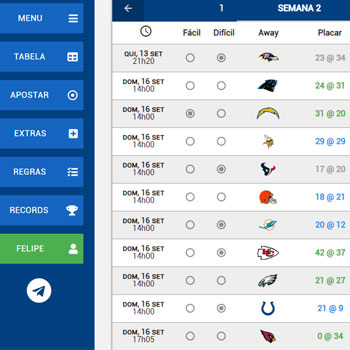 MENU
TABELA
APOSTAR
EXTRAS
REGRAS
RECORDS
FELIPE
1 SEMANA 2
Fácil Difícil Away Placar
QUI, 13 SET
21h20
23 @ 34
DOM, 16 SET
14h00
24 @ 31
DOM, 16 SET
14h00
31 @ 20
DOM, 16 SET
14h00
29 @ 29
DOM, 16 SET
14h00
17 @ 20
DOM, 16 SET
14h00
18 @ 21
DOM, 16 SET
14h00
20 @ 12
DOM, 16 SET
14h00
42 @ 37
DOM, 16 SET
14h00
21 @ 27
DOM, 16 SET
14h00
21 @ 9
DOM, 16 SET
17h05
0 @ 34